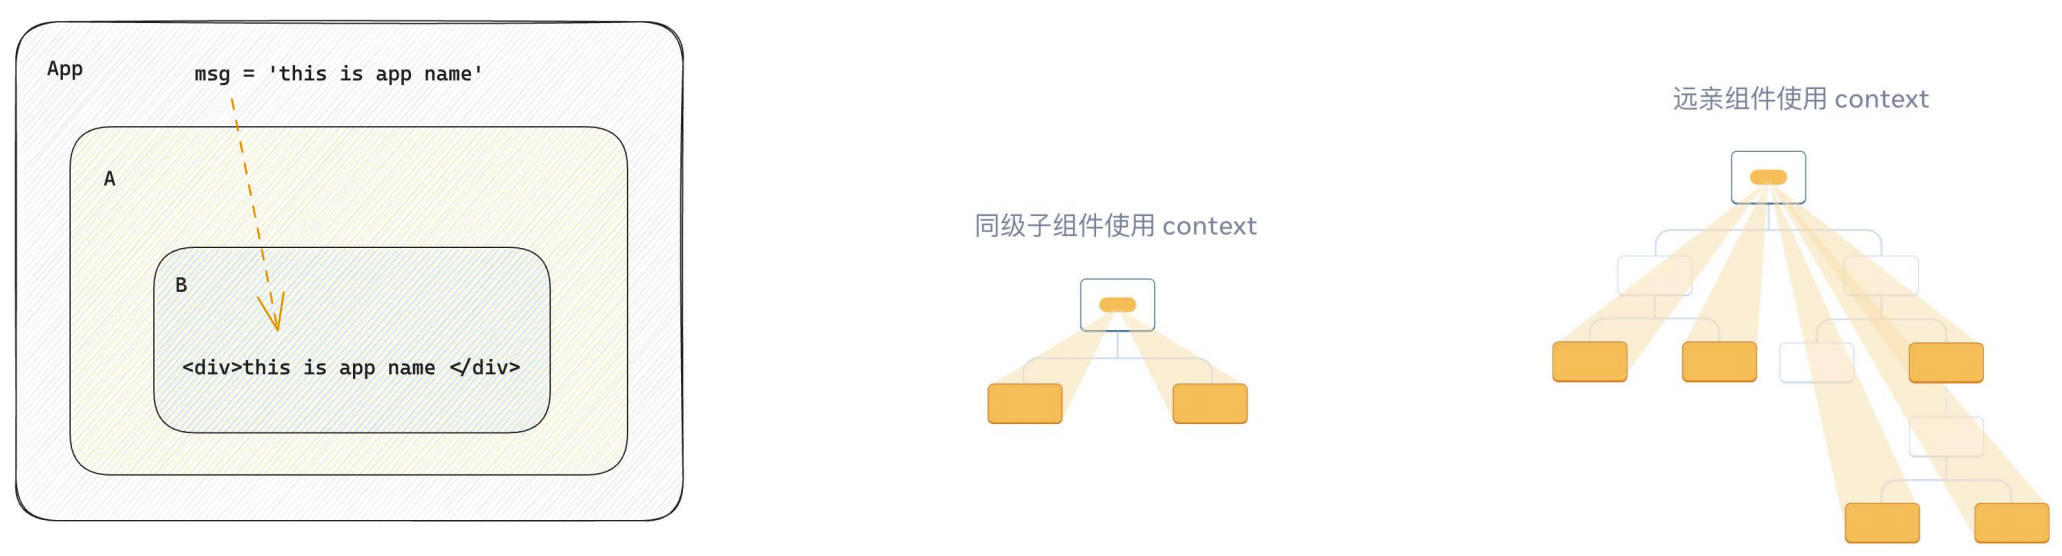 App
msg = 'this is app name'
A
B
<div>this is app name </div>
同级子组件使用 context
远亲组件使用 context